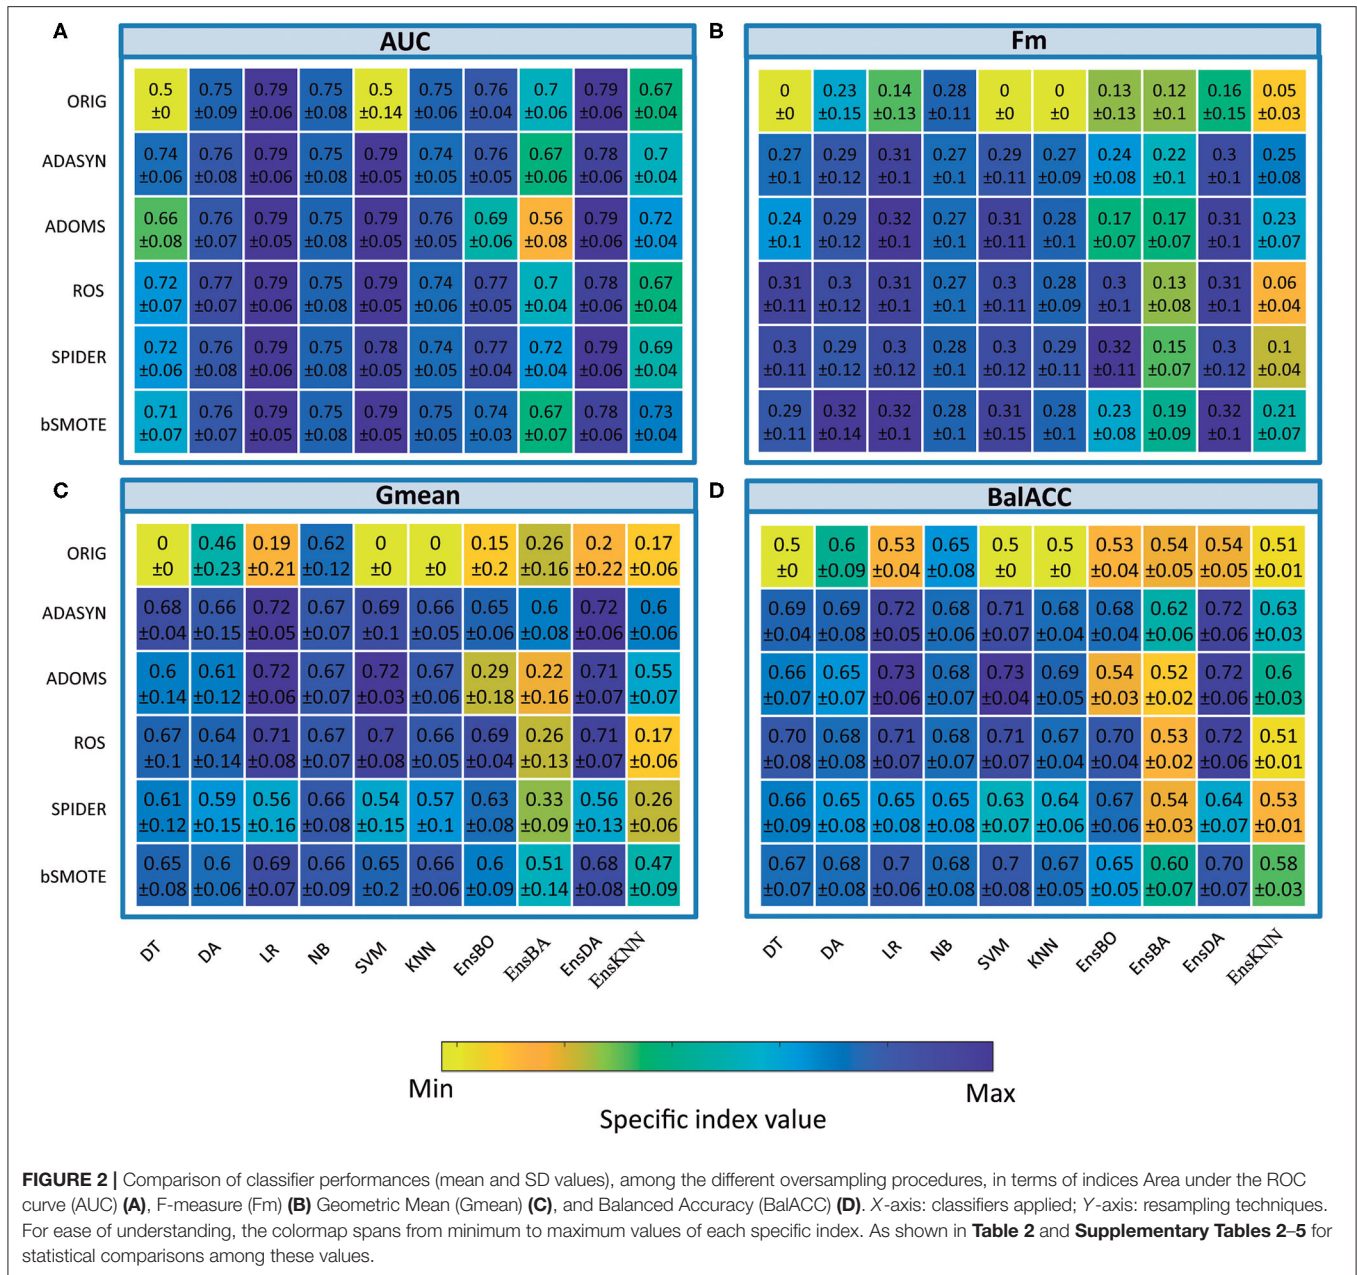 A
AUC
ORIG
0.5 0.75 0.79 0.75 0.5 0.75 0.76 0.7 0.79 0.67
±0 ±0.09 ±0.06 ±0.08 ±0.14 ±0.06 ±0.04 ±0.06 ±0.06 ±0.04
ADASYN
0.74 0.76 0.79 0.75 0.79 0.74 0.76 0.67 0.78 0.7
±0.06 ±0.08 ±0.06 ±0.08 ±0.05 ±0.05 ±0.05 ±0.06 ±0.06 ±0.04
ADOMS
0.66 0.76 0.79 0.75 0.79 0.76 0.69 0.56 0.79 0.72
±0.08 ±0.07 ±0.05 ±0.08 ±0.05 ±0.06 ±0.06 ±0.08 ±0.06 ±0.04
ROS
0.72 0.77 0.79 0.75 0.79 0.74 0.77 0.7 0.78 0.67
±0.07 ±0.07 ±0.05 ±0.08 ±0.05 ±0.06 ±0.05 ±0.04 ±0.06 ±0.04
SPIDER
0.72 0.76 0.79 0.75 0.78 0.74 0.77 0.72 0.79 0.69
±0.06 ±0.08 ±0.06 ±0.08 ±0.05 ±0.05 ±0.04 ±0.04 ±0.06 ±0.04
bSMOTE
0.71 0.76 0.79 0.75 0.79 0.75 0.74 0.67 0.78 0.73
±0.07 ±0.07 ±0.05 ±0.08 ±0.05 ±0.05 ±0.03 ±0.07 ±0.06 ±0.04
B
Fm
0 0.23 0.14 0.28 0 0 0.13 0.12 0.16 0.05
±0 ±0.15 ±0.13 ±0.11 ±0 ±0 ±0.13 ±0.1 ±0.15 ±0.03
0.27 0.29 0.31 0.27 0.29 0.27 0.24 0.22 0.3 0.25
±0.1 ±0.12 ±0.1 ±0.1 ±0.11 ±0.09 ±0.08 ±0.1 ±0.1 ±0.08
0.24 0.29 0.32 0.27 0.31 0.28 0.17 0.17 0.31 0.23
±0.1 ±0.12 ±0.1 ±0.1 ±0.11 ±0.1 ±0.07 ±0.07 ±0.1 ±0.07
0.31 0.3 0.31 0.27 0.3 0.28 0.3 0.13 0.31 0.06
±0.11 ±0.12 ±0.1 ±0.1 ±0.11 ±0.09 ±0.1 ±0.08 ±0.1 ±0.04
0.3 0.29 0.3 0.28 0.3 0.29 0.32 0.15 0.3 0.1
±0.11 ±0.12 ±0.12 ±0.1 ±0.12 ±0.11 ±0.11 ±0.07 ±0.12 ±0.04
0.29 0.32 0.32 0.28 0.31 0.28 0.23 0.19 0.32 0.21
±0.11 ±0.14 ±0.1 ±0.1 ±0.15 ±0.1 ±0.08 ±0.09 ±0.1 ±0.07
C
Gmean
ORIG
0 0.46 0.19 0.62 0 0 0.15 0.26 0.2 0.17
±0 ±0.23 ±0.21 ±0.12 ±0 ±0 ±0.2 ±0.16 ±0.22 ±0.06
ADASYN
0.68 0.66 0.72 0.67 0.69 0.66 0.65 0.6 0.72 0.6
±0.04 ±0.15 ±0.05 ±0.07 ±0.1 ±0.05 ±0.06 ±0.08 ±0.06 ±0.06
ADOMS
0.6 0.61 0.72 0.67 0.72 0.67 0.29 0.22 0.71 0.55
±0.14 ±0.12 ±0.06 ±0.07 ±0.03 ±0.06 ±0.18 ±0.16 ±0.07 ±0.07
ROS
0.67 0.64 0.71 0.67 0.7 0.66 0.69 0.26 0.71 0.17
±0.1 ±0.14 ±0.08 ±0.07 ±0.08 ±0.05 ±0.04 ±0.13 ±0.07 ±0.06
SPIDER
0.61 0.59 0.56 0.66 0.54 0.57 0.63 0.33 0.56 0.26
±0.12 ±0.15 ±0.16 ±0.08 ±0.15 ±0.1 ±0.08 ±0.09 ±0.13 ±0.06
bSMOTE
0.65 0.6 0.69 0.66 0.65 0.66 0.6 0.51 0.68 0.47
±0.08 ±0.06 ±0.07 ±0.09 ±0.2 ±0.06 ±0.09 ±0.14 ±0.08 ±0.09
DT DA LR NB SVM KNN EnsBO EnsBA EnsDA EnsKNN
D
BalACC
0.5 0.6 0.53 0.65 0.5 0.5 0.53 0.54 0.54 0.51
±0 ±0.09 ±0.04 ±0.08 ±0 ±0 ±0.04 ±0.05 ±0.05 ±0.01
0.69 0.69 0.72 0.68 0.71 0.68 0.68 0.62 0.72 0.63
±0.04 ±0.08 ±0.05 ±0.06 ±0.07 ±0.04 ±0.04 ±0.06 ±0.06 ±0.03
0.66 0.65 0.73 0.68 0.73 0.69 0.54 0.52 0.72 0.6
±0.07 ±0.07 ±0.06 ±0.07 ±0.04 ±0.05 ±0.03 ±0.02 ±0.06 ±0.03
0.70 0.68 0.71 0.68 0.71 0.67 0.70 0.53 0.72 0.51
±0.08 ±0.08 ±0.07 ±0.07 ±0.07 ±0.04 ±0.04 ±0.02 ±0.06 ±0.01
0.66 0.65 0.65 0.65 0.63 0.64 0.67 0.54 0.64 0.53
±0.09 ±0.08 ±0.08 ±0.08 ±0.07 ±0.06 ±0.06 ±0.03 ±0.07 ±0.01
0.67 0.68 0.7 0.68 0.7 0.67 0.65 0.60 0.70 0.58
±0.07 ±0.08 ±0.06 ±0.08 ±0.08 ±0.05 ±0.05 ±0.07 ±0.07 ±0.03
DT DA LR NB SVM KNN EnsBO EnsBA EnsDA EnsKNN
Min Max
Specific index value
FIGURE 2 | Comparison of classifier performances (mean and SD values), among the different oversampling procedures, in terms of indices Area under the ROC
curve (AUC) (A), F-measure (Fm) (B) Geometric Mean (Gmean) (C), and Balanced Accuracy (BalACC) (D). X-axis: classifiers applied; Y-axis: resampling techniques.
For ease of understanding, the colormap spans from minimum to maximum values of each specific index. As shown in Table 2 and Supplementary Tables 2–5 for
statistical comparisons among these values.